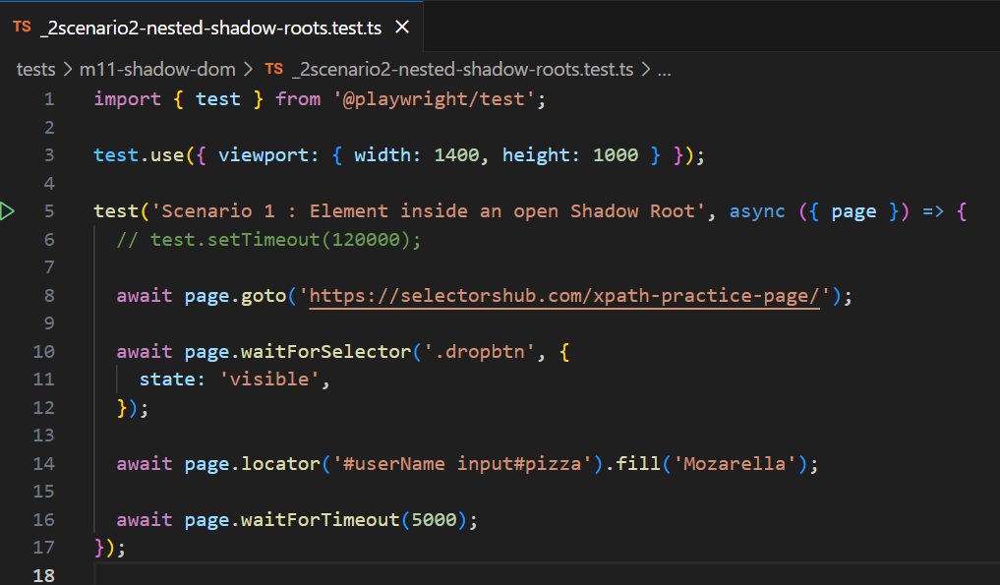 TS _2scenario2-nested-shadow-roots.test.ts ×
tests > m11-shadow-dom > TS _2scenario2-nested-shadow-roots.test.ts > ...
1 import { test } from '@playwright/test';
2
3 test.use({ viewport: { width: 1400, height: 1000 } });
4
5 test('Scenario 1 : Element inside an open Shadow Root', async ({ page }) => {
6 // test.setTimeout(120000);
7
8 await page.goto('https://selectorshub.com/xpath-practice-page/');
9
10 await page.waitForSelector('.dropbtn', {
11 state: 'visible',
12 });
13
14 await page.locator('#userName input#pizza').fill('Mozarella');
15
16 await page.waitForTimeout(5000);
17 });
18